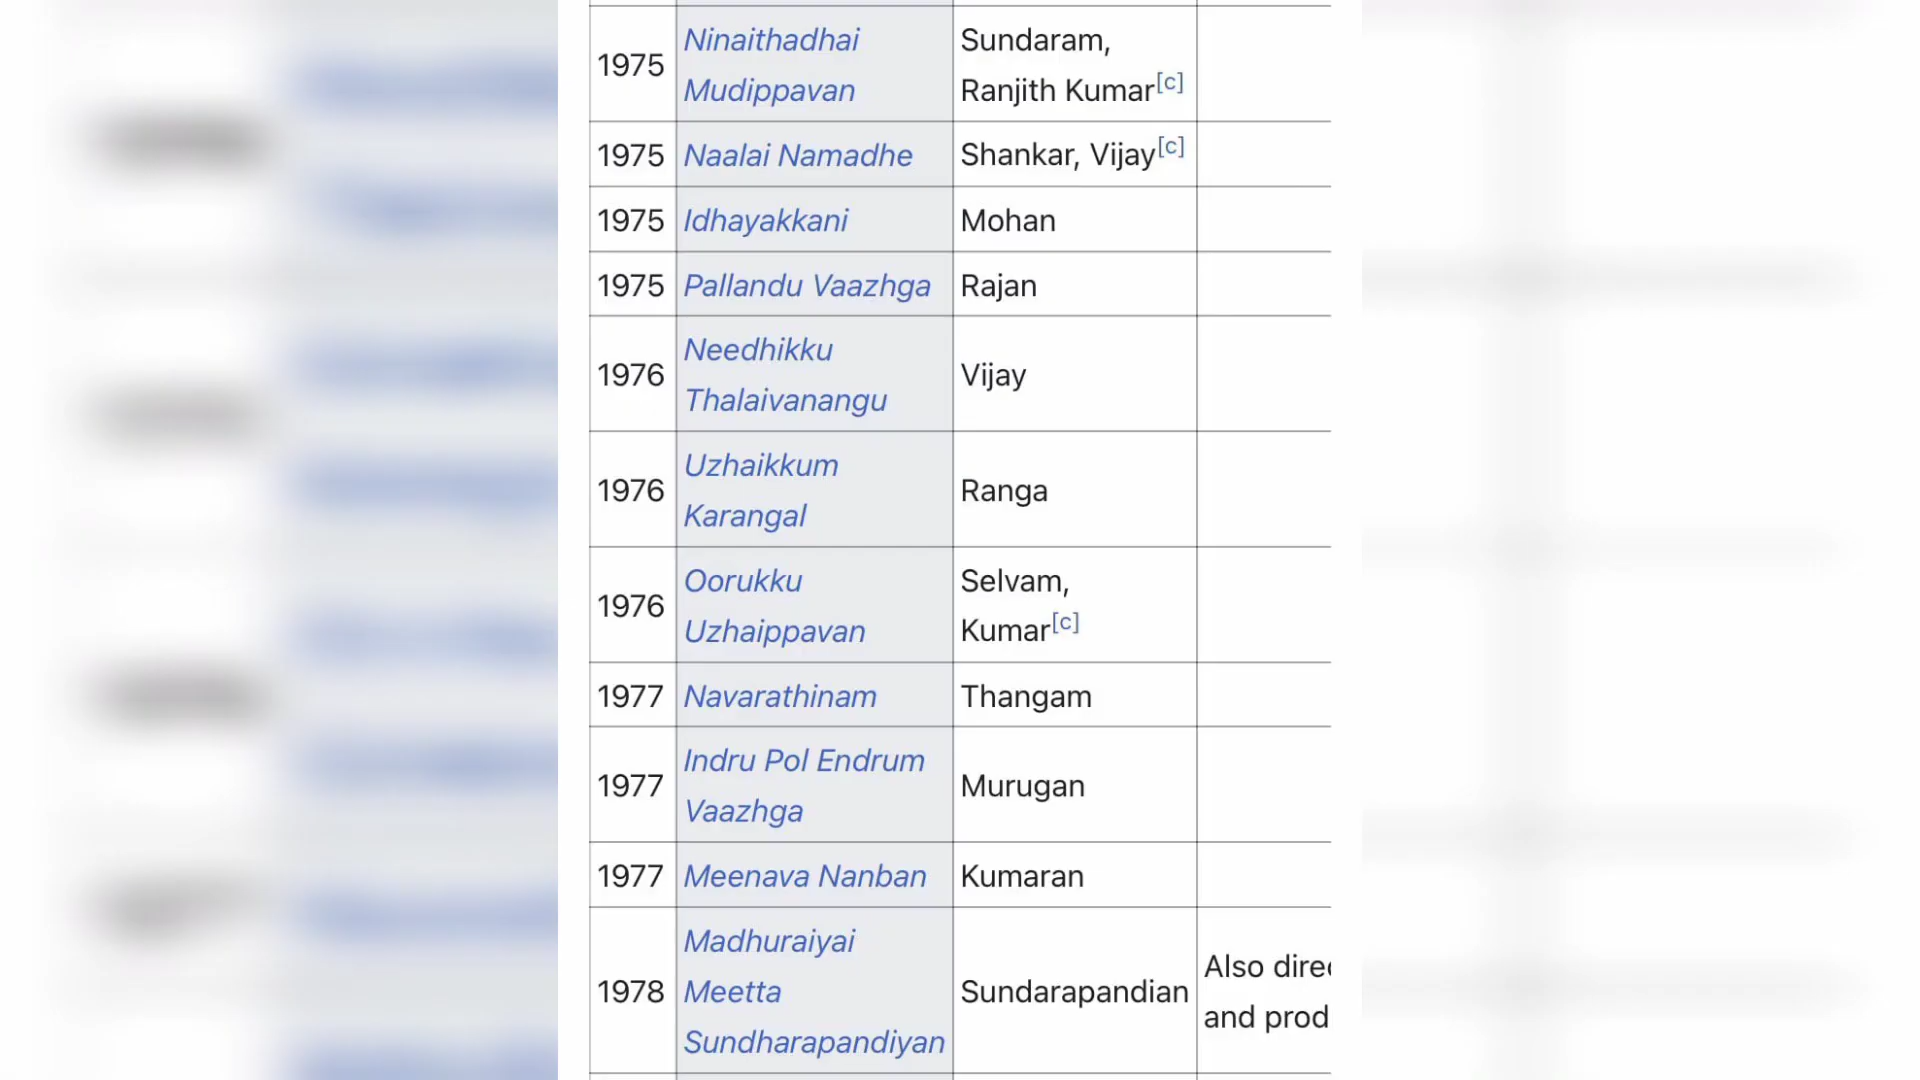 1975 Ninaithadhai Sundaram,
Mudippavan Ranjith Kumar[c]
1975 Naalai Namadhe Shankar, Vijay[c]
1975 Idhayakkani Mohan
1975 Pallandu Vaazhga Rajan
1976 Needhikku Vijay
Thalaivanangu
1976 Uzhaikkum Ranga
Karangal
1976 Oorukku Selvam,
Uzhaippavan Kumar[c]
1977 Navarathinam Thangam
1977 Indru Pol Endrum Murugan
Vaazhga
1977 Meenava Nanban Kumaran
Madhuraiyai Also
1978 Meetta Sundarapandian and
Sundharapandiyan